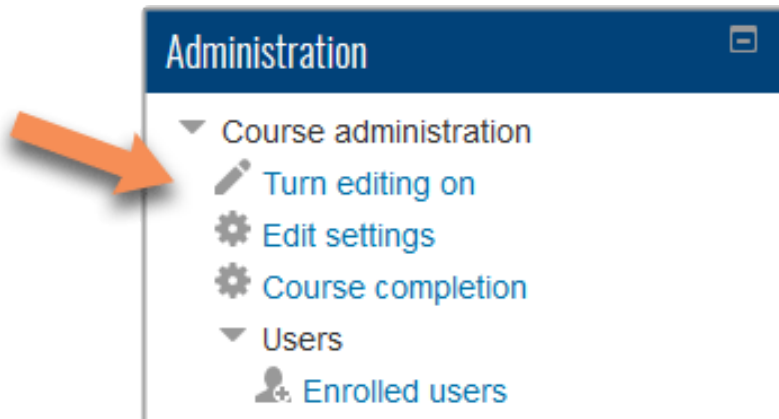 Administration
Course administration
Turn editing on
Edit settings
Course completion
Users
Enrolled users